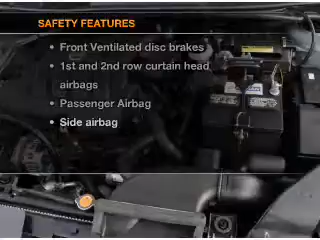 SAFETY FEATURES
• Front Ventilated disc brakes
• 1st and 2nd row curtain head
airbags
• Passenger Airbag
• Side airbag